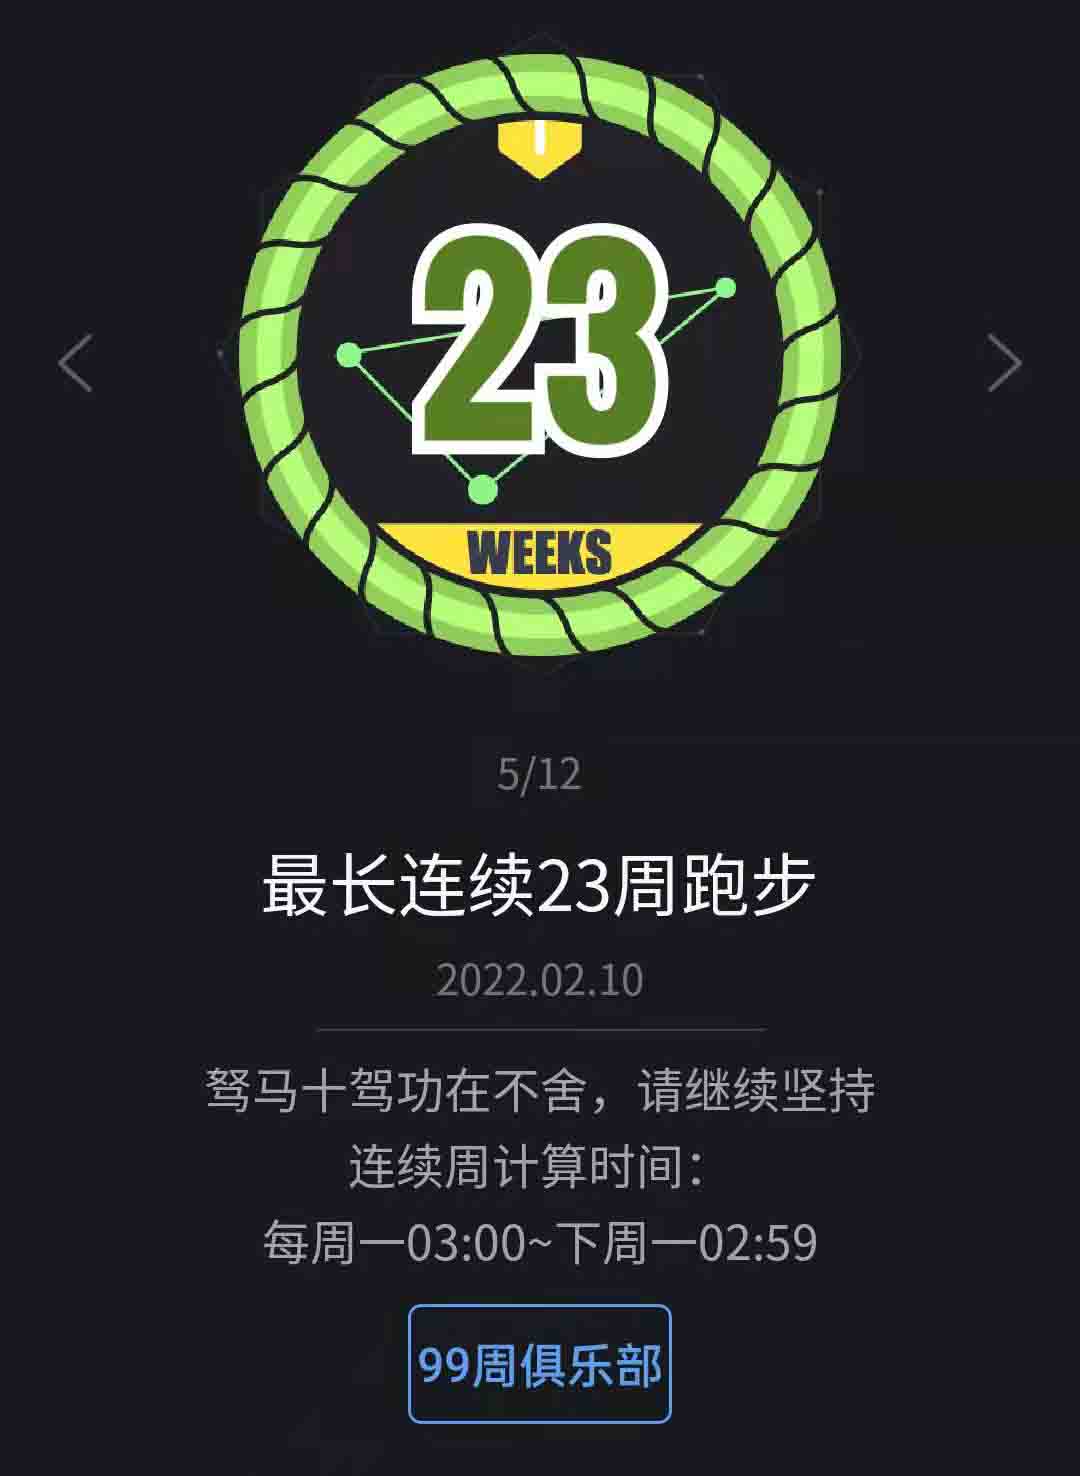 23
WEEKS
5/12
最长连续23周跑步
2022.02.10
驽马十驾功在不舍，请继续坚持
连续周计算时间：
每周一03:00~下周一02:59
99周俱乐部